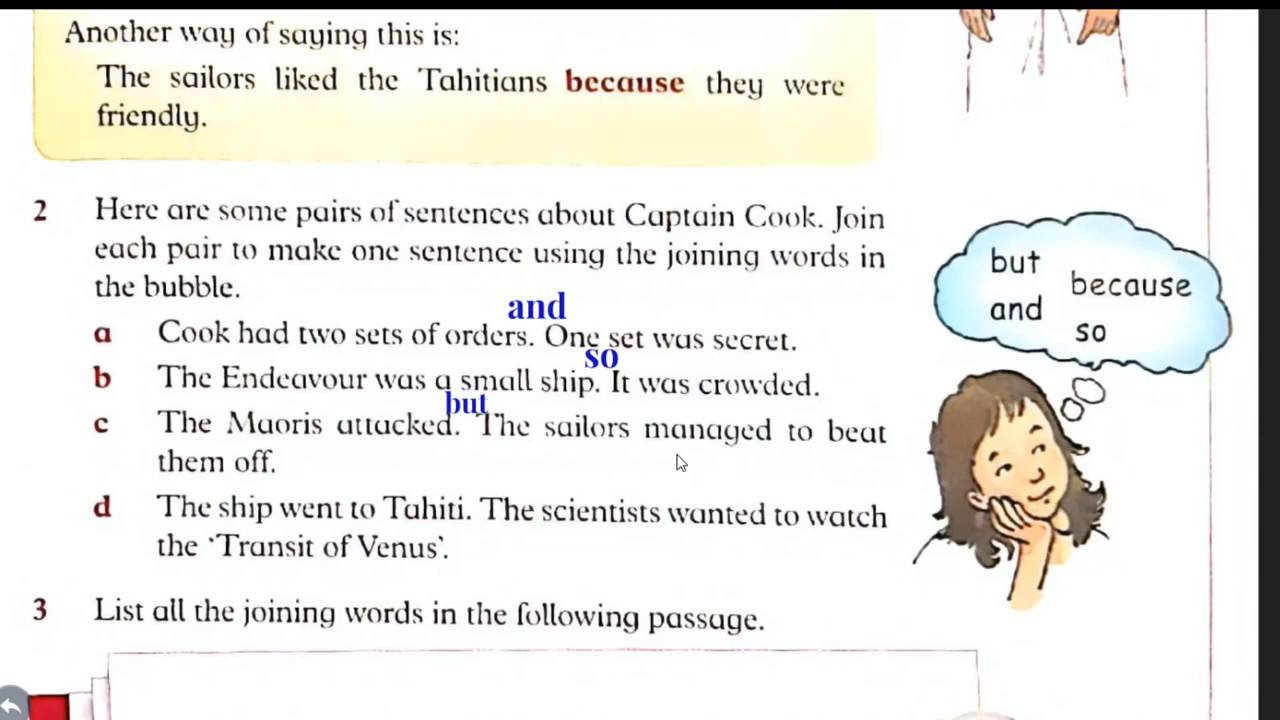 Another way of saying this is:
The sailors liked the Tahitians because they were
friendly.
2 Here are some pairs of sentences about Captain Cook. Join
each pair to make one sentence using the joining words in
the bubble.
but
because
and
so
and
a Cook had two sets of orders. One set was secret.
so
b The Endeavour was a small ship. It was crowded.
but
c The Maoris attacked. The sailors managed to beat
them off.
d The ship went to Tahiti. The scientists wanted to watch
the ‘Transit of Venus’.
3 List all the joining words in the following passage.